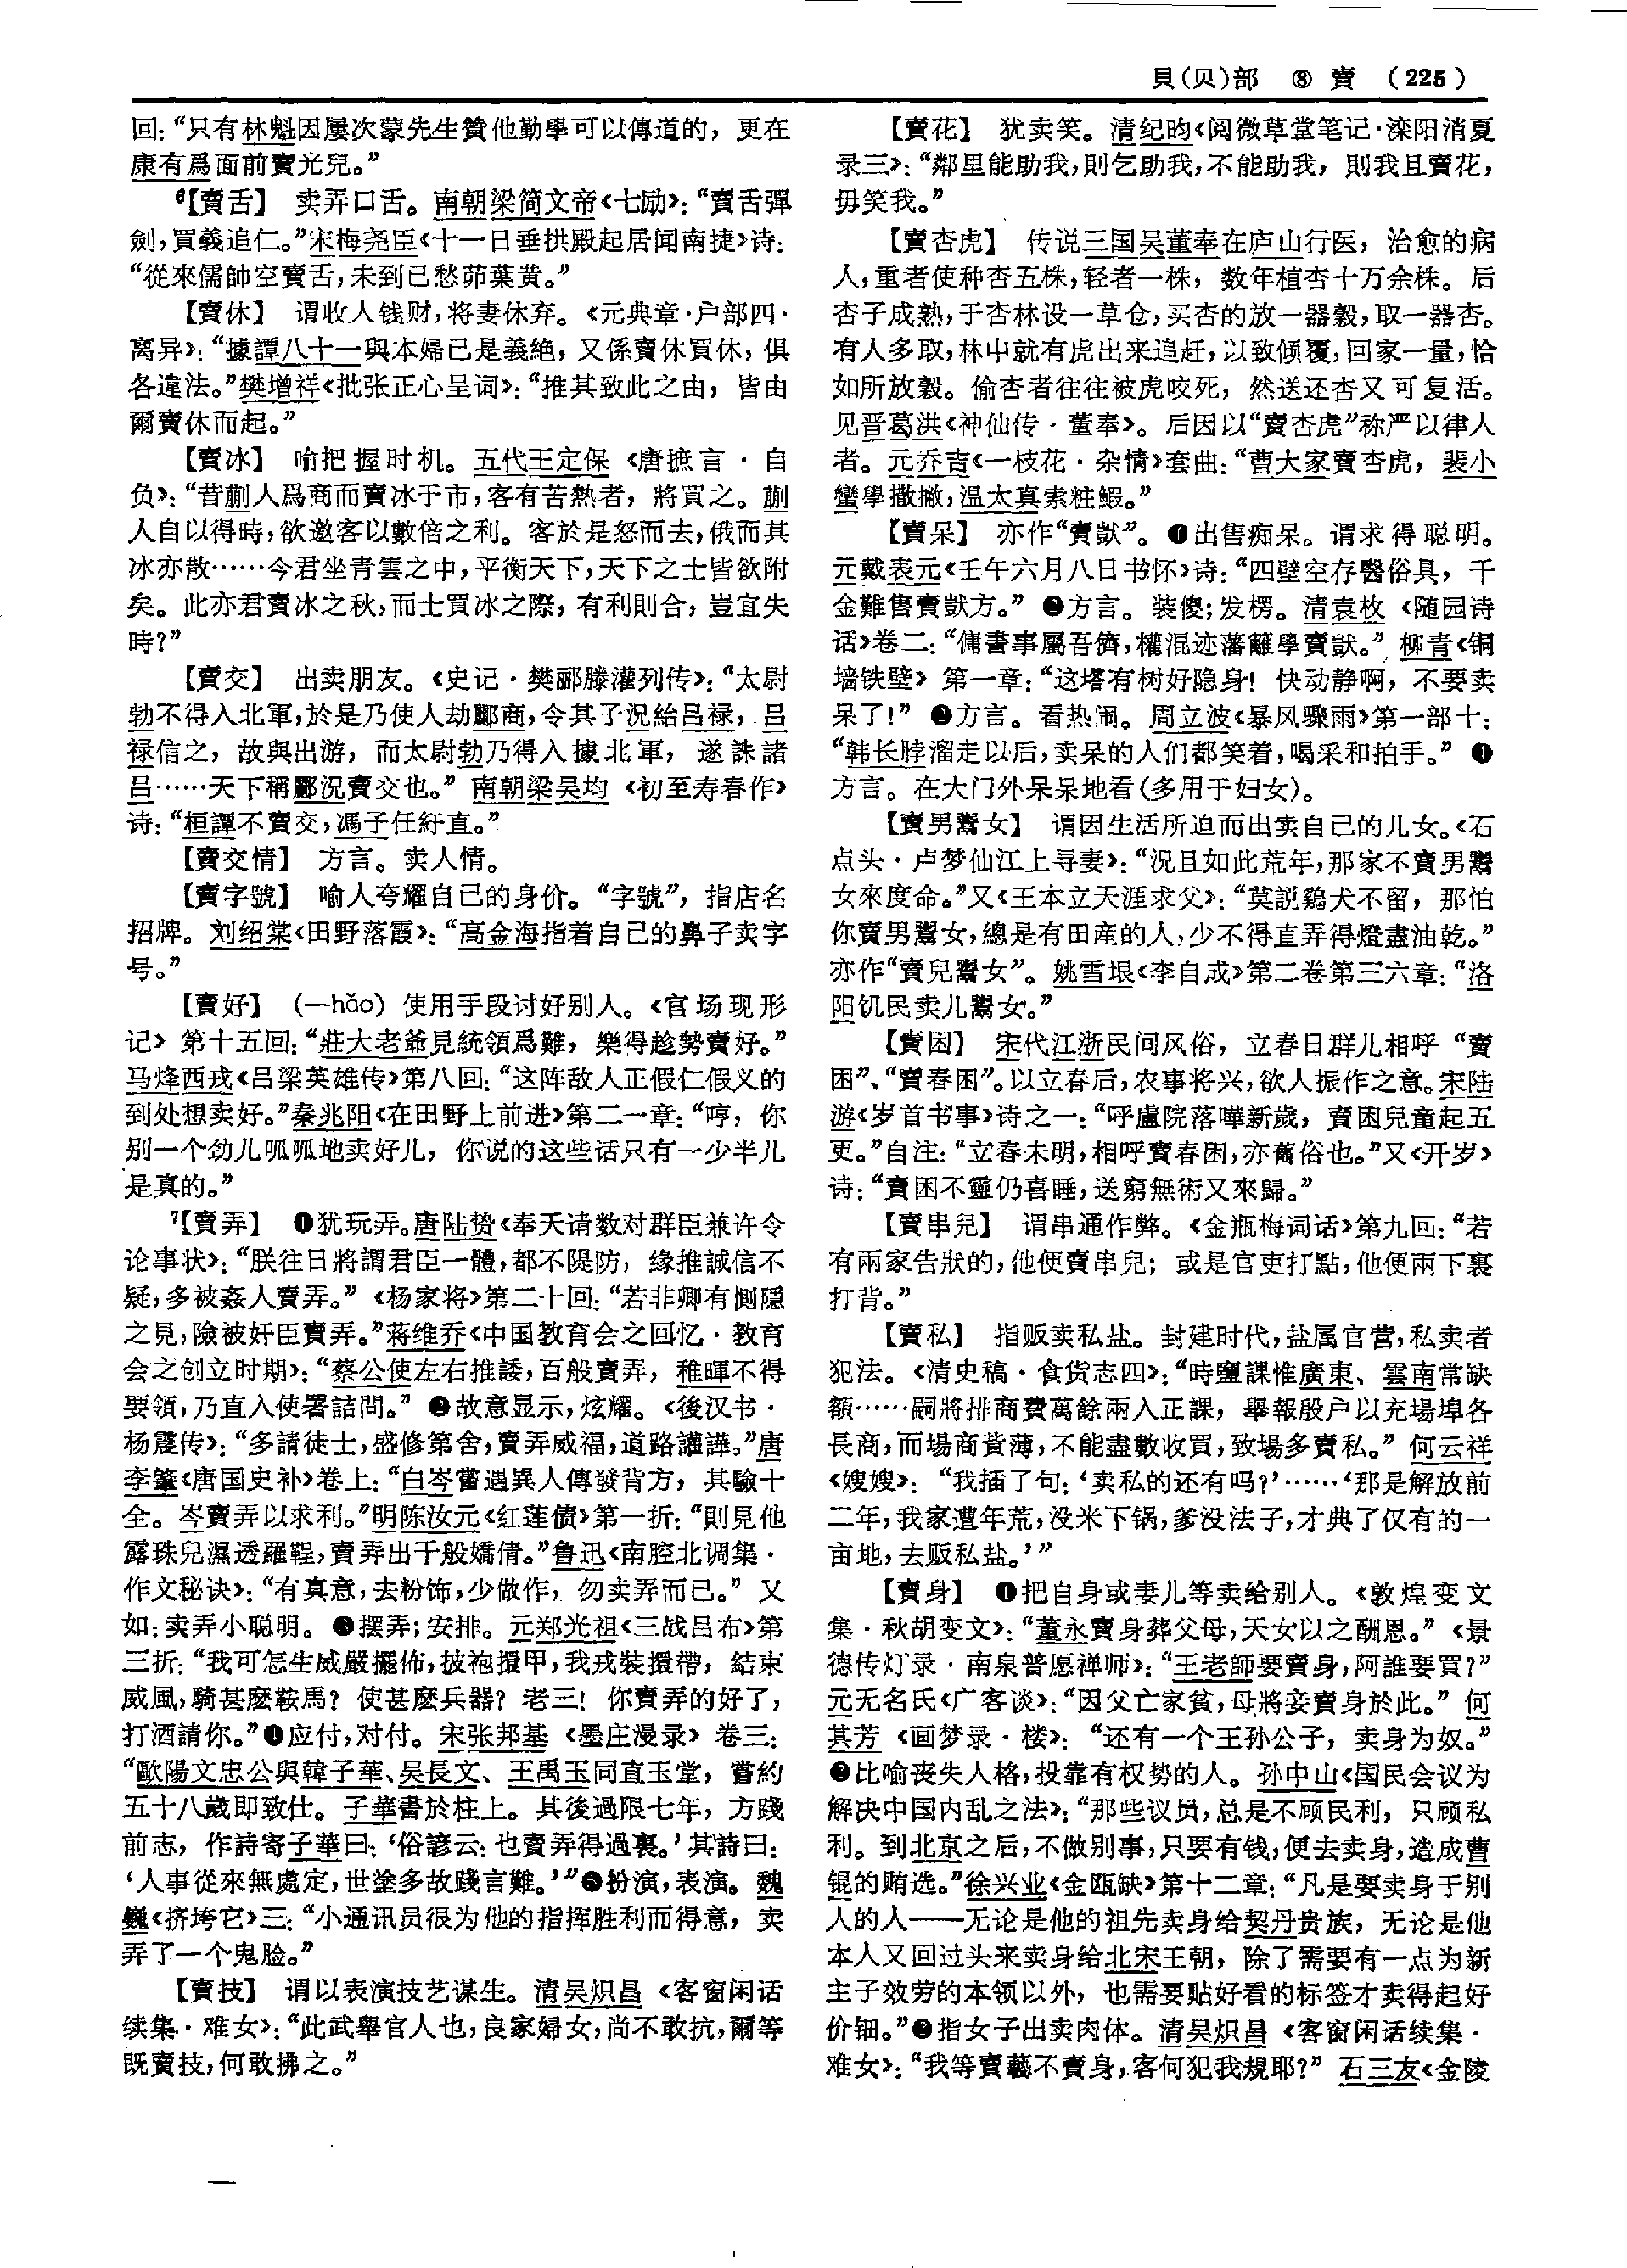 貝(贝)部 ⑧ 賣 (225)
回：“只有林魁因屢次蒙先生贊他勤學可以傳道的，更在
康有爲面前賣光兒。”
⁶【賣舌】 卖弄口舌。南朝梁简文帝《七励》：“賣舌彈
劍，買義追仁。”宋梅尧臣《十一日垂拱殿起居闻南捷》诗：
“從來儒帥空賣舌，未到已愁茆葉黄。”
【賣休】 谓收人钱财，将妻休弃。《元典章·户部四·
离异》：“據譚八十一與本婦已是義絶，又係賣休買休，俱
各違法。”樊增祥《批张正心呈词》：“推其致此之由，皆由
爾賣休而起。”
【賣冰】 喻把握时机。五代王定保《唐摭言·自
负》：“昔蒯人爲商而賣冰于市，客有苦熱者，將買之。蒯
人自以得時，欲邀客以數倍之利。客於是怒而去，俄而其
冰亦散……今君坐青雲之中，平衡天下，天下之士皆欲附
矣。此亦君賣冰之秋，而士買冰之際，有利則合，豈宜失
時？”
【賣交】 出卖朋友。《史记·樊郦滕灌列传》：“太尉
勃不得入北軍，於是乃使人劫酈商，令其子況紿吕禄，吕
禄信之，故與出游，而太尉勃乃得入據北軍，遂誅諸
吕……天下稱酈況賣交也。”南朝梁吴均《初至寿春作》
诗：“桓譚不賣交，馮子任紆直。”
【賣交情】 方言。卖人情。
【賣字號】 喻人夸耀自己的身价。“字號”，指店名
招牌。刘绍棠《田野落霞》：“高金海指着自己的鼻子卖字
号。”
【賣好】 (—hǎo) 使用手段讨好别人。《官场现形
记》第十五回：“莊大老爺見統領爲難，樂得趁勢賣好。”
马烽西戎《吕梁英雄传》第八回：“这阵敌人正假仁假义的
到处想卖好。”秦兆阳《在田野上前进》第二一章：“哼，你
别一个劲儿呱呱地卖好儿，你说的这些话只有一少半儿
是真的。”
⁷【賣弄】 ❶犹玩弄。唐陆贽《奉天请数对群臣兼许令
论事状》：“朕往日將謂君臣一體，都不隄防，緣推誠信不
疑，多被姦人賣弄。”《杨家将》第二十回：“若非卿有惻隱
之見，險被奸臣賣弄。”蒋维乔《中国教育会之回忆·教育
会之创立时期》：“蔡公使左右推諉，百般賣弄，稚暉不得
要領，乃直入使署詰問。”❷故意显示，炫耀。《後汉书·
杨震传》：“多請徒士，盛修第舍，賣弄威福，道路讙譁。”唐
李肇《唐国史补》卷上：“白岑嘗遇異人傳發背方，其驗十
全。岑賣弄以求利。”明陈汝元《红莲债》第一折：“則見他
露珠兒濕透羅鞓，賣弄出千般嬌倩。”鲁迅《南腔北调集·
作文秘诀》：“有真意，去粉饰，少做作，勿卖弄而已。”又
如：卖弄小聪明。❸摆弄；安排。元郑光祖《三战吕布》第
三折：“我可怎生威嚴擺佈，披袍擐甲，我戎裝擐帶，結束
威風，騎甚麽鞍馬？使甚麽兵器？老三！你賣弄的好了，
打酒請你。”❹应付，对付。宋张邦基《墨庄漫录》卷三：
“歐陽文忠公與韓子華、吴長文、王禹玉同直玉堂，嘗約
五十八歲即致仕。子華書於柱上。其後過限七年，方踐
前志，作詩寄子華曰：‘俗諺云：也賣弄得過裏。’其詩曰：
‘人事從來無處定，世塗多故踐言難。’”❺扮演，表演。魏
巍《挤垮它》三：“小通讯员很为他的指挥胜利而得意，卖
弄了一个鬼脸。”
【賣技】 谓以表演技艺谋生。清吴炽昌《客窗闲话
续集·难女》：“此武舉官人也，良家婦女，尚不敢抗，爾等
既賣技，何敢拂之。”
【賣花】 犹卖笑。清纪昀《阅微草堂笔记·滦阳消夏
录三》：“鄰里能助我，則乞助我，不能助我，則我且賣花，
毋笑我。”
【賣杏虎】 传说三国吴董奉在庐山行医，治愈的病
人，重者使种杏五株，轻者一株，数年植杏十万余株。后
杏子成熟，于杏林设一草仓，买杏的放一器穀，取一器杏。
有人多取，林中就有虎出来追赶，以致倾覆，回家一量，恰
如所放穀。偷杏者往往被虎咬死，然送还杏又可复活。
见晋葛洪《神仙传·董奉》。后因以“賣杏虎”称严以律人
者。元乔吉《一枝花·杂情》套曲：“曹大家賣杏虎，裴小
蠻學撒撇，温太真索粧鰕。”
【賣呆】 亦作“賣獃”。❶出售痴呆。谓求得聪明。
元戴表元《壬午六月八日书怀》诗：“四壁空存醫俗具，千
金難售賣獃方。”❷方言。装傻；发楞。清袁枚《随园诗
话》卷二：“傭書事屬吾儕，權混迹藩籬學賣獃。”柳青《铜
墙铁壁》第一章：“这塔有树好隐身！快动静啊，不要卖
呆了！”❸方言。看热闹。周立波《暴风骤雨》第一部十：
“韩长脖溜走以后，卖呆的人们都笑着，喝采和拍手。”❹
方言。在大门外呆呆地看(多用于妇女)。
【賣男鬻女】 谓因生活所迫而出卖自己的儿女。《石
点头·卢梦仙江上寻妻》：“況且如此荒年，那家不賣男鬻
女來度命。”又《王本立天涯求父》：“莫説鷄犬不留，那怕
你賣男鬻女，總是有田産的人，少不得直弄得燈盡油乾。”
亦作“賣兒鬻女”。姚雪垠《李自成》第二卷第三六章：“洛
阳饥民卖儿鬻女。”
【賣困】 宋代江浙民间风俗，立春日群儿相呼“賣
困”、“賣春困”。以立春后，农事将兴，欲人振作之意。宋陆
游《岁首书事》诗之一：“呼盧院落嘩新歲，賣困兒童起五
更。”自注：“立春未明，相呼賣春困，亦舊俗也。”又《开岁》
诗：“賣困不靈仍喜睡，送窮無術又來歸。”
【賣串兒】 谓串通作弊。《金瓶梅词话》第九回：“若
有兩家告狀的，他便賣串兒；或是官吏打點，他便兩下裏
打背。”
【賣私】 指贩卖私盐。封建时代，盐属官营，私卖者
犯法。《清史稿·食货志四》：“時鹽課惟廣東、雲南常缺
額……嗣將排商費萬餘兩入正課，舉報殷户以充場埠各
長商，而場商貲薄，不能盡數收買，致場多賣私。”何云祥
《嫂嫂》：“我插了句：‘卖私的还有吗？’……‘那是解放前
二年，我家遭年荒，没米下锅，爹没法子，才典了仅有的一
亩地，去贩私盐。’”
【賣身】 ❶把自身或妻儿等卖给别人。《敦煌变文
集·秋胡变文》：“董永賣身葬父母，天女以之酬恩。”《景
德传灯录·南泉普愿禅师》：“王老師要賣身，阿誰要買？”
元无名氏《广客谈》：“因父亡家貧，母將妾賣身於此。”何
其芳《画梦录·楼》：“还有一个王孙公子，卖身为奴。”
❷比喻丧失人格，投靠有权势的人。孙中山《国民会议为
解决中国内乱之法》：“那些议员，总是不顾民利，只顾私
利。到北京之后，不做别事，只要有钱，便去卖身，造成曹
锟的贿选。”徐兴业《金瓯缺》第十二章：“凡是要卖身于别
人的人——无论是他的祖先卖身给契丹贵族，无论是他
本人又回过头来卖身给北宋王朝，除了需要有一点为新
主子效劳的本领以外，也需要贴好看的标签才卖得起好
价钿。”❸指女子出卖肉体。清吴炽昌《客窗闲话续集·
难女》：“我等賣藝不賣身，客何犯我規耶？”石三友《金陵